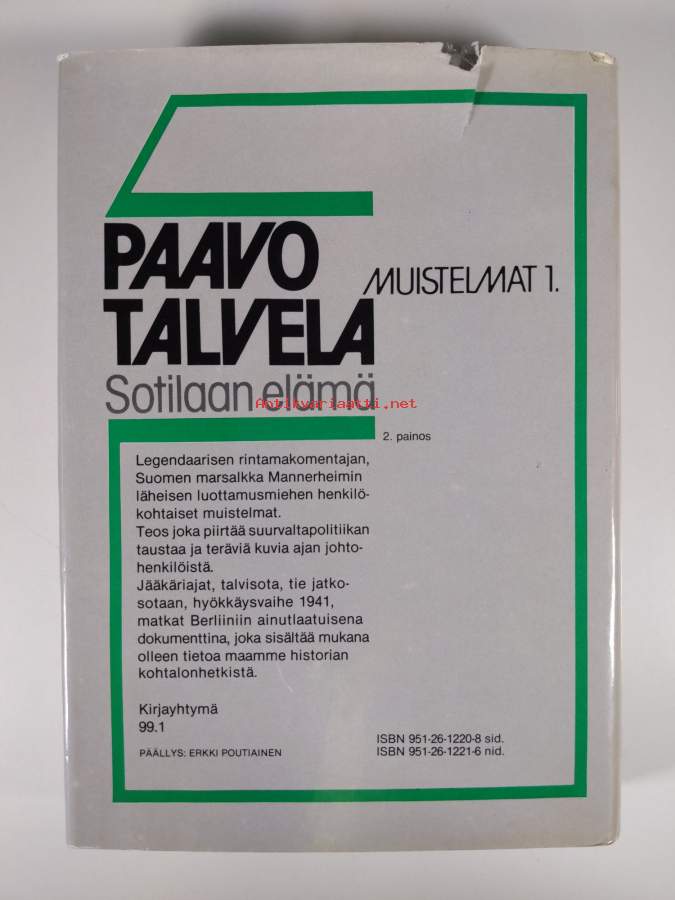 PAAVO
TALVELA
MUISTELMAT 1.
Sotilaan elämä
Antikvariaatti.net
2. painos
Legendaarisen rintamakomentajan,
Suomen marsalkka Mannerheimin
läheisen luottamusmiehen henkilö-
kohtaiset muistelmat.
Teos joka piirtää suurvaltapolitiikan
taustaa ja teräviä kuvia ajan johto-
henkilöistä.
Jääkäriajat, talvisota, tie jatko-
sotaan, hyökkäysvaihe 1941,
matkat Berliiniin ainutlaatuisena
dokumenttina, joka sisältää mukana
olleen tietoa maamme historian
kohtalonhetkistä.
Kirjayhtymä
99.1
PÄÄLLYS: ERKKI POUTIAINEN
ISBN 951-26-1220-8 sid.
ISBN 951-26-1221-6 nid.